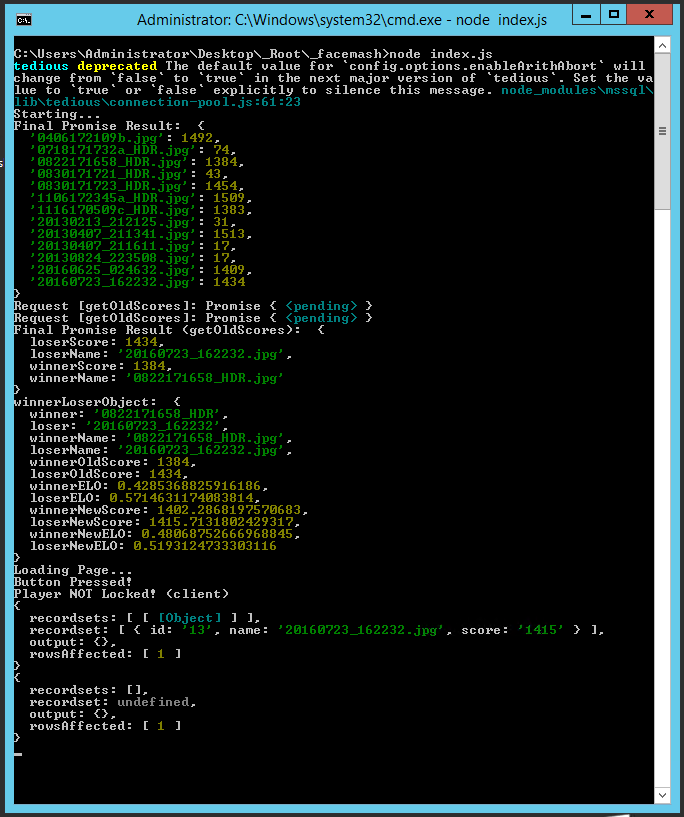 Administrator: C:\Windows\system32\cmd.exe - node  index.js
C:\Users\Administrator\Desktop\_Root\_facemash>node index.js
tedious deprecated The default value for `config.options.enableArithAbort` will
change from `false` to `true` in the next major version of `tedious`. Set the va
lue to `true` or `false` explicitly to silence this message. node_modules\mssql\
lib\tedious\connection-pool.js:61:23
Starting...
Final Promise Result:  {
  '0406172109b.jpg': 1492,
  '0718171732a_HDR.jpg': 74,
  '0822171658_HDR.jpg': 1384,
  '0830171721_HDR.jpg': 43,
  '0830171723_HDR.jpg': 1454,
  '1106172345a_HDR.jpg': 1509,
  '1116170509c_HDR.jpg': 1383,
  '20130213_212125.jpg': 31,
  '20130407_211341.jpg': 1513,
  '20130407_211611.jpg': 17,
  '20130824_223508.jpg': 17,
  '20160625_024632.jpg': 1409,
  '20160723_162232.jpg': 1434
}
Request [getOldScores]: Promise { <pending> }
Request [getOldScores]: Promise { <pending> }
Final Promise Result (getOldScores):  {
  loserScore: 1434,
  loserName: '20160723_162232.jpg',
  winnerScore: 1384,
  winnerName: '0822171658_HDR.jpg'
}
winnerLoserObject:  {
  winner: '0822171658_HDR',
  loser: '20160723_162232',
  winnerName: '0822171658_HDR.jpg',
  loserName: '20160723_162232.jpg',
  winnerOldScore: 1384,
  loserOldScore: 1434,
  winnerELO: 0.4285368825916186,
  loserELO: 0.5714631174083814,
  winnerNewScore: 1402.2868197570683,
  loserNewScore: 1415.7131802429317,
  winnerNewELO: 0.48068752666968845,
  loserNewELO: 0.5193124733303116
}
Loading Page...
Button Pressed!
Player NOT Locked! (client)
{
  recordsets: [ [ [Object] ] ],
  recordset: [ { id: '13', name: '20160723_162232.jpg', score: '1415' } ],
  output: {},
  rowsAffected: [ 1 ]
}
{
  recordsets: [],
  recordset: undefined,
  output: {},
  rowsAffected: [ 1 ]
}